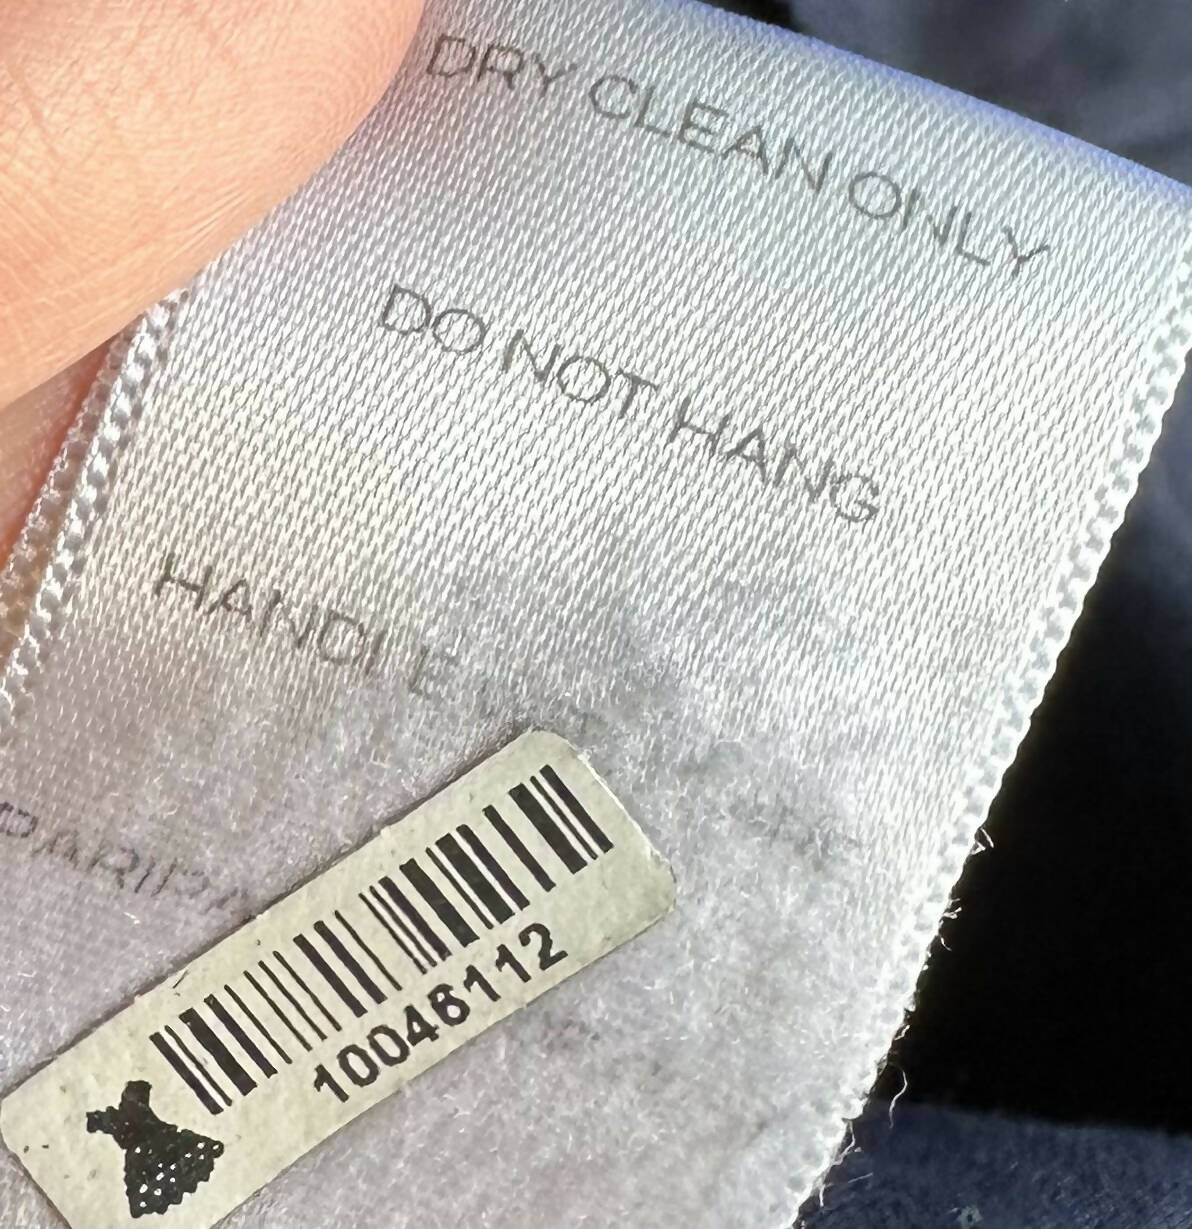 DRY CLEAN ONLY
DO NOT HANG
HANDLE
10046112